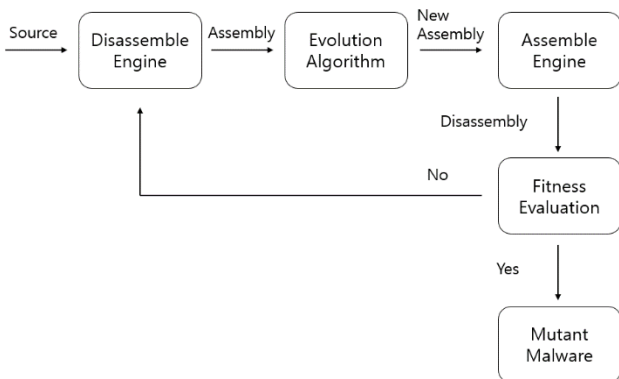 Source
Disassemble
Engine
Assembly
Evolution
Algorithm
New
Assembly
Assemble
Engine
Disassembly
No
Fitness
Evaluation
Yes
Mutant
Malware